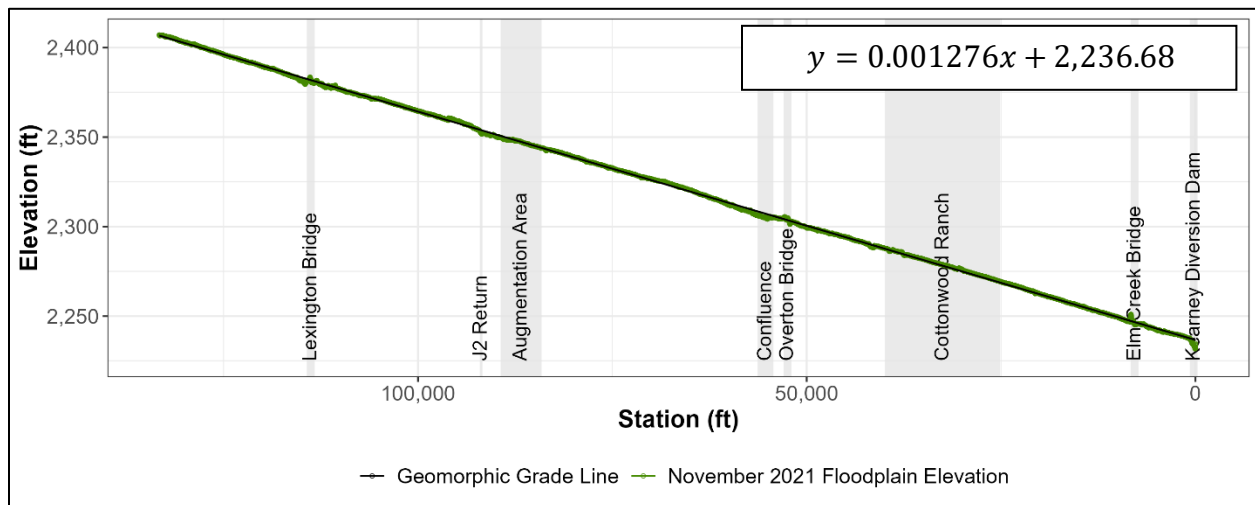 y = 0.001276x + 2,236.68
Elevation (ft)
2,400
2,350
2,300
2,250
Lexington Bridge
J2 Return
Augmentation Area
Confluence
Overton Bridge
Cottonwood Ranch
Elm Creek Bridge
Kearney Diversion Dam
100,000
50,000
0
Station (ft)
Geomorphic Grade Line
November 2021 Floodplain Elevation